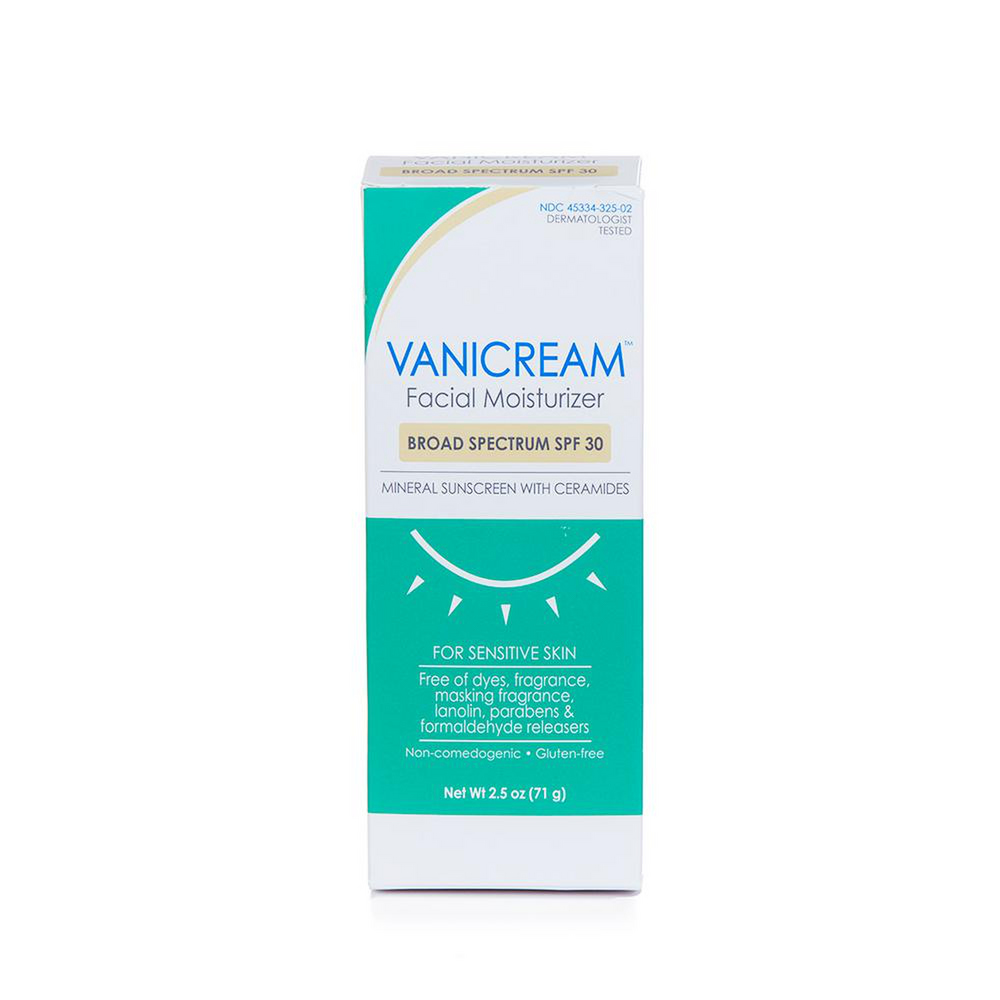 VANICREAM
Facial Moisturizer
BROAD SPECTRUM SPF 30
NDC 45334-325-02
DERMATOLOGIST
TESTED
VANICREAM™
Facial Moisturizer
BROAD SPECTRUM SPF 30
MINERAL SUNSCREEN WITH CERAMIDES
FOR SENSITIVE SKIN
Free of dyes, fragrance,
masking fragrance,
lanolin, parabens &
formaldehyde releasers
Non-comedogenic • Gluten-free
Net Wt 2.5 oz (71 g)